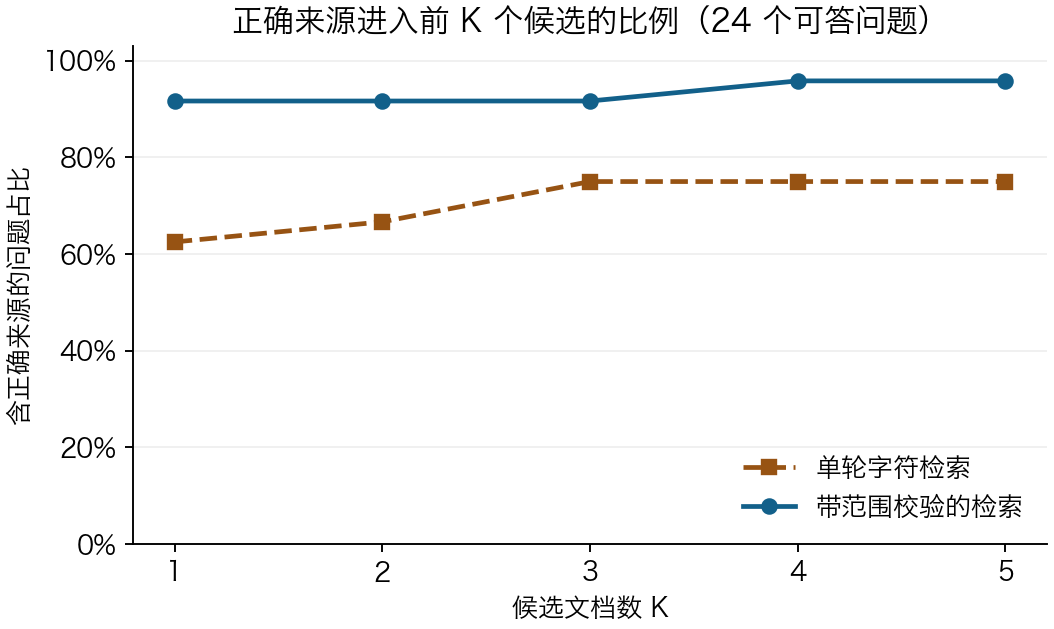 正确来源进入前 K 个候选的比例（24 个可答问题）
含正确来源的问题占比
100%
80%
60%
40%
20%
0%
单轮字符检索
带范围校验的检索
1 2 3 4 5
候选文档数 K